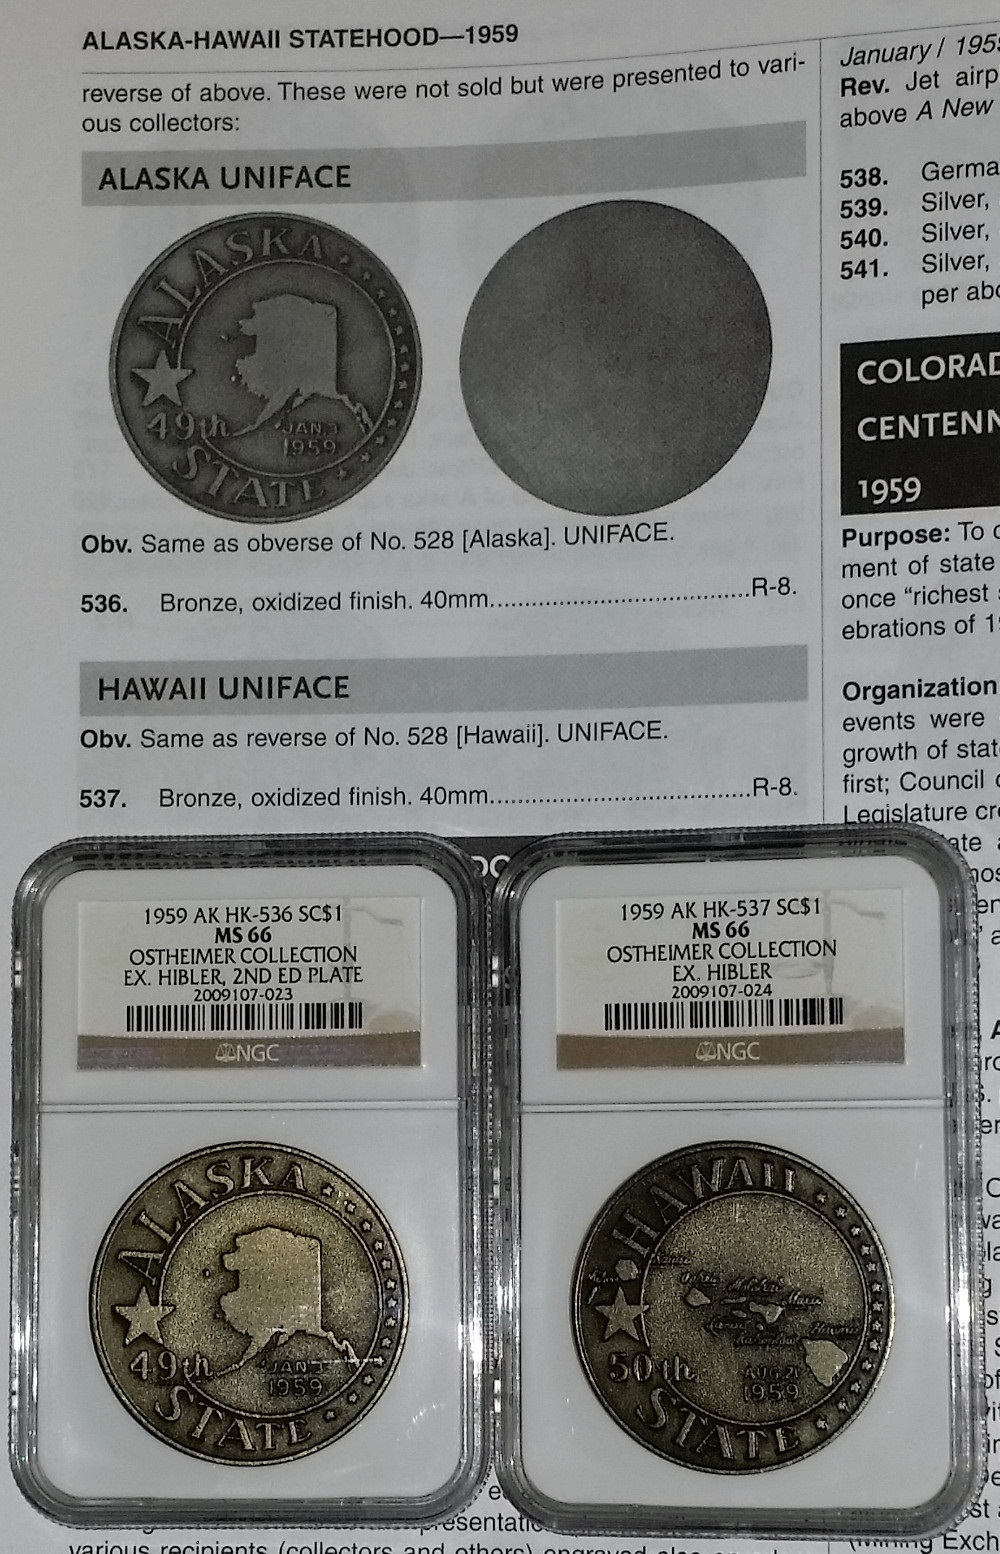 ALASKA-HAWAII STATEHOOD—1959
reverse of above. These were not sold but were presented to vari-
ous collectors:
ALASKA UNIFACE
ALASKA
49th
JAN 3
1959
STATE
Obv. Same as obverse of No. 528 [Alaska]. UNIFACE.
536. Bronze, oxidized finish. 40mm..................................R-8.
HAWAII UNIFACE
Obv. Same as reverse of No. 528 [Hawaii]. UNIFACE.
537. Bronze, oxidized finish. 40mm..................................R-8.
January / 195
Rev. Jet airp
above A New
538. Germa
539. Silver,
540. Silver,
541. Silver,
per abo
COLORAD
CENTENN
1959
Purpose: To
ment of state
once “richest
ebrations of 1
Organization
events were
growth of stat
first; Council
Legislature cr
1959 AK HK-536 SC$1
MS 66
OSTHEIMER COLLECTION
EX. HIBLER, 2ND ED PLATE
2009107-023
NGC
ALASKA
49th
JAN 3
1959
STATE
1959 AK HK-537 SC$1
MS 66
OSTHEIMER COLLECTION
EX. HIBLER
2009107-024
NGC
HAWAII
50th
AUG. 21
1959
STATE
various recipients (collectors and others) engraved also